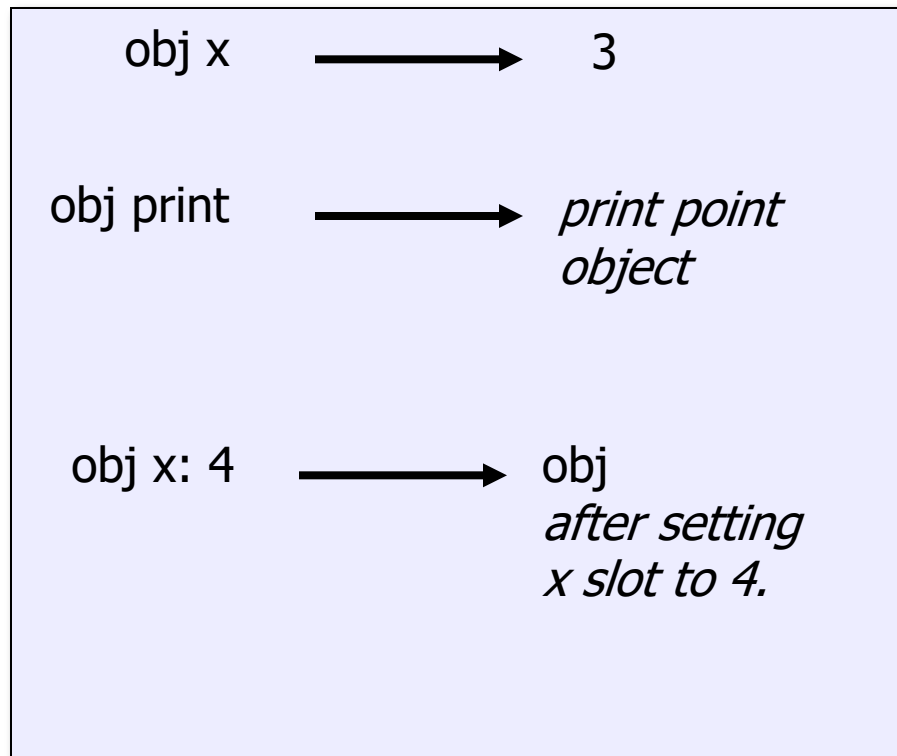 obj x 3
obj print print point
object
obj x: 4 obj
after setting
x slot to 4.